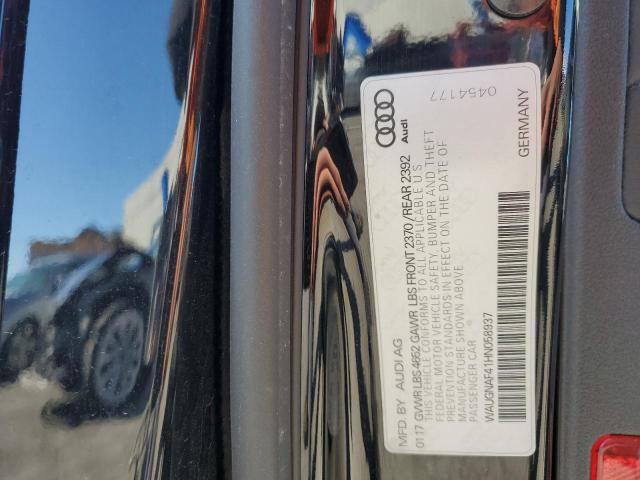 Audi
0454177
MFD. BY AUDI AG
01 17 GVWR LBS 4652 GAWR LBS FRONT 2370 / REAR 2392
THIS VEHICLE CONFORMS TO ALL APPLICABLE U S
FEDERAL MOTOR VEHICLE SAFETY, BUMPER AND THEFT
PREVENTION STANDARDS IN EFFECT ON THE DATE OF
MANUFACTURE SHOWN ABOVE
PASSENGER CAR
WAUGNAF41HN058937
GERMANY